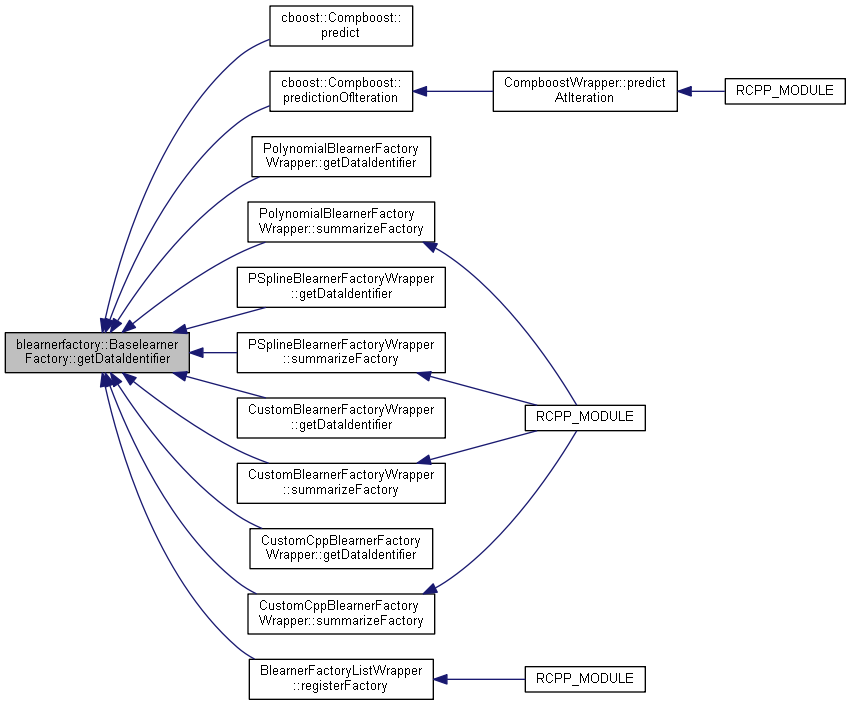 cboost::Compboost::
predict
cboost::Compboost::
predictionOfIteration
CompboostWrapper::predict
AtIteration
RCPP_MODULE
PolynomialBlearnerFactory
Wrapper::getDataIdentifier
PolynomialBlearnerFactory
Wrapper::summarizeFactory
PSplineBlearnerFactoryWrapper
::getDataIdentifier
blearnerfactory::Baselearner
Factory::getDataIdentifier
PSplineBlearnerFactoryWrapper
::summarizeFactory
CustomBlearnerFactoryWrapper
::getDataIdentifier
RCPP_MODULE
CustomBlearnerFactoryWrapper
::summarizeFactory
CustomCppBlearnerFactory
Wrapper::getDataIdentifier
CustomCppBlearnerFactory
Wrapper::summarizeFactory
BlearnerFactoryListWrapper
::registerFactory
RCPP_MODULE